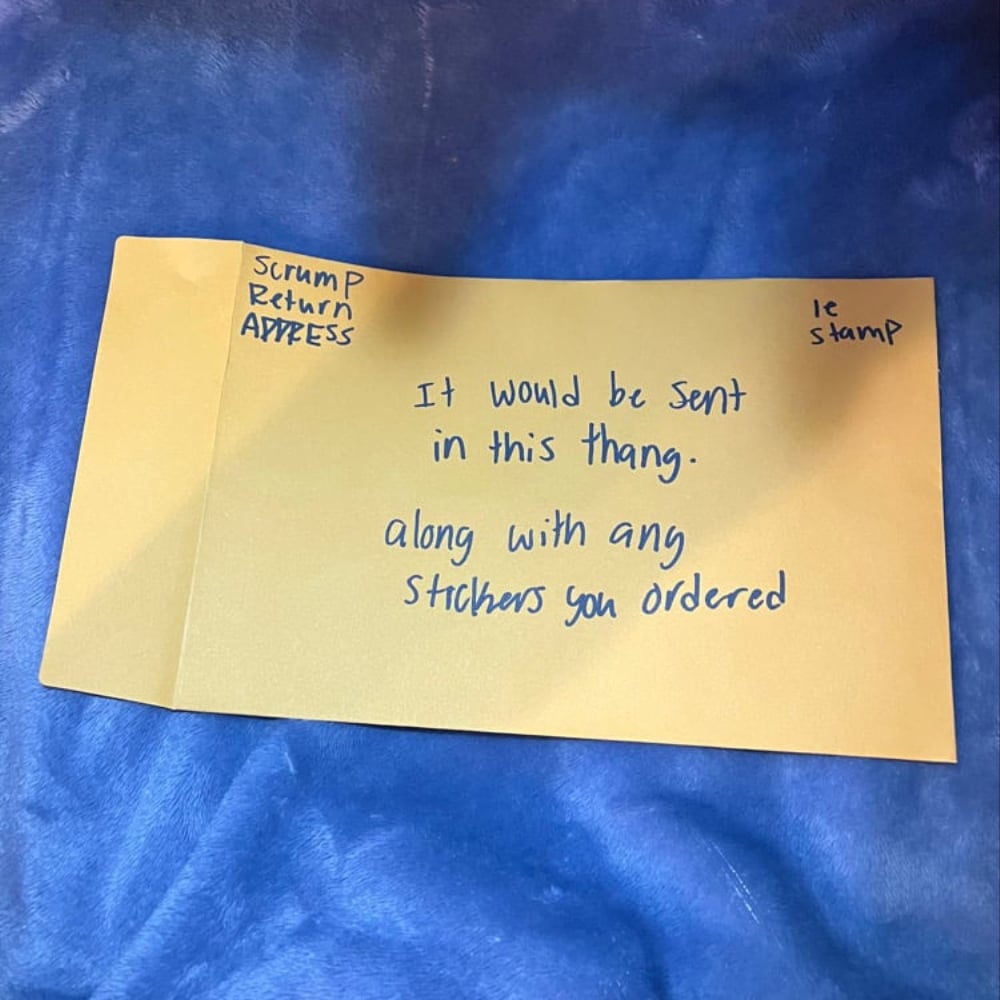 Scrump
Return
ADDRESS
le
stamp
It would be sent
in this thang.
along with any
stickers you ordered